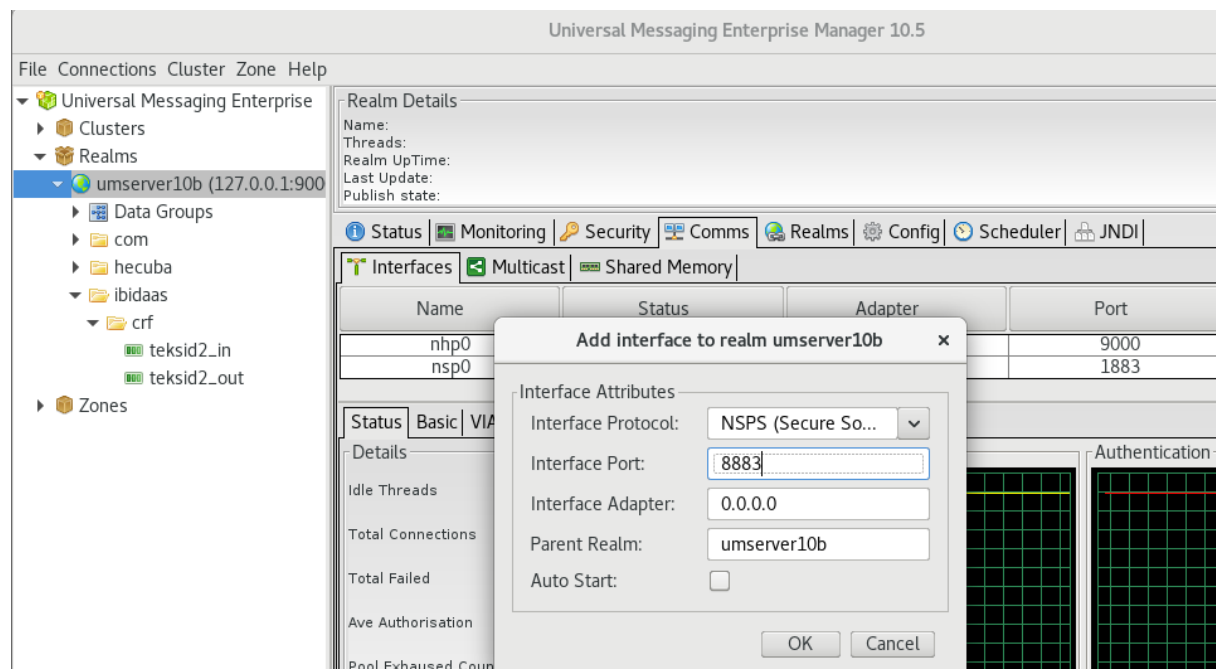 Universal Messaging Enterprise Manager 10.5
File Connections Cluster Zone Help
Universal Messaging Enterprise
Clusters
Realms
umserver10b (127.0.0.1:900
Data Groups
com
hecuba
ibidaas
crf
teksid2_in
teksid2_out
Zones
Realm Details
Name:
Threads:
Realm UpTime:
Last Update:
Publish state:
Status Monitoring Security Comms Realms Config Scheduler JNDI
Interfaces Multicast Shared Memory
Name Status Adapter Port
nhp0 9000
nsp0 1883
Status Basic VIA
Details
Idle Threads
Total Connections
Total Failed
Ave Authorisation
Pool Exhaused Coun
Authentication
Add interface to realm umserver10b
Interface Attributes
Interface Protocol: NSPS (Secure So...
Interface Port: 8883
Interface Adapter: 0.0.0.0
Parent Realm: umserver10b
Auto Start:
OK Cancel